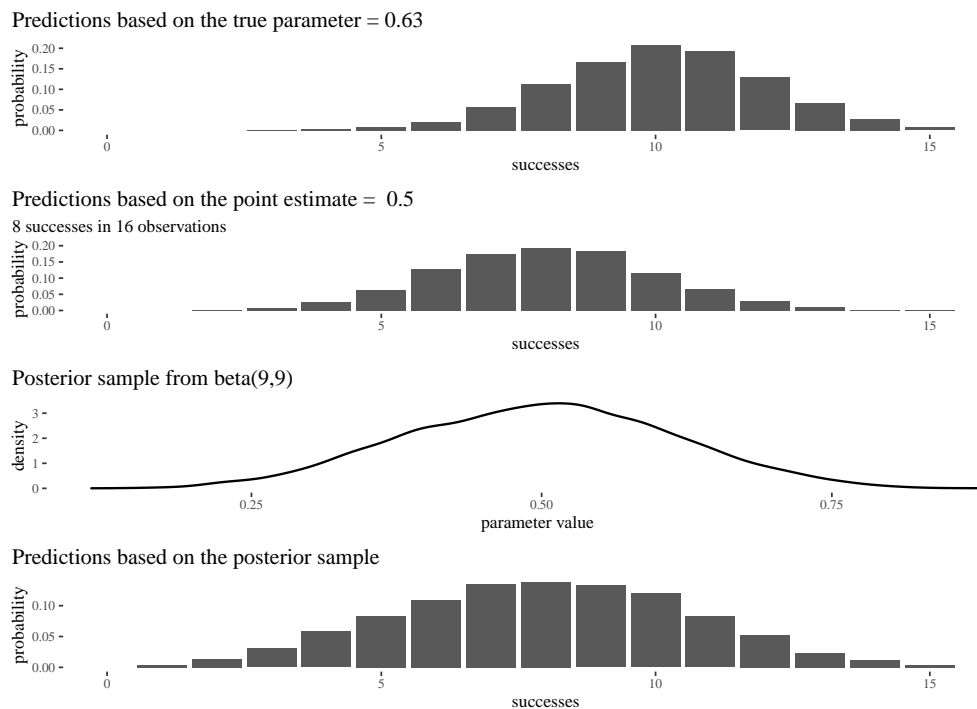 Predictions based on the true parameter = 0.63
probability
0.20
0.15
0.10
0.05
0.00
0 5 10 15
successes
Predictions based on the point estimate = 0.5
8 successes in 16 observations
probability
0.20
0.15
0.10
0.05
0.00
0 5 10 15
successes
Posterior sample from beta(9,9)
density
3
2
1
0
0.25 0.50 0.75
parameter value
Predictions based on the posterior sample
probability
0.10
0.05
0.00
0 5 10 15
successes